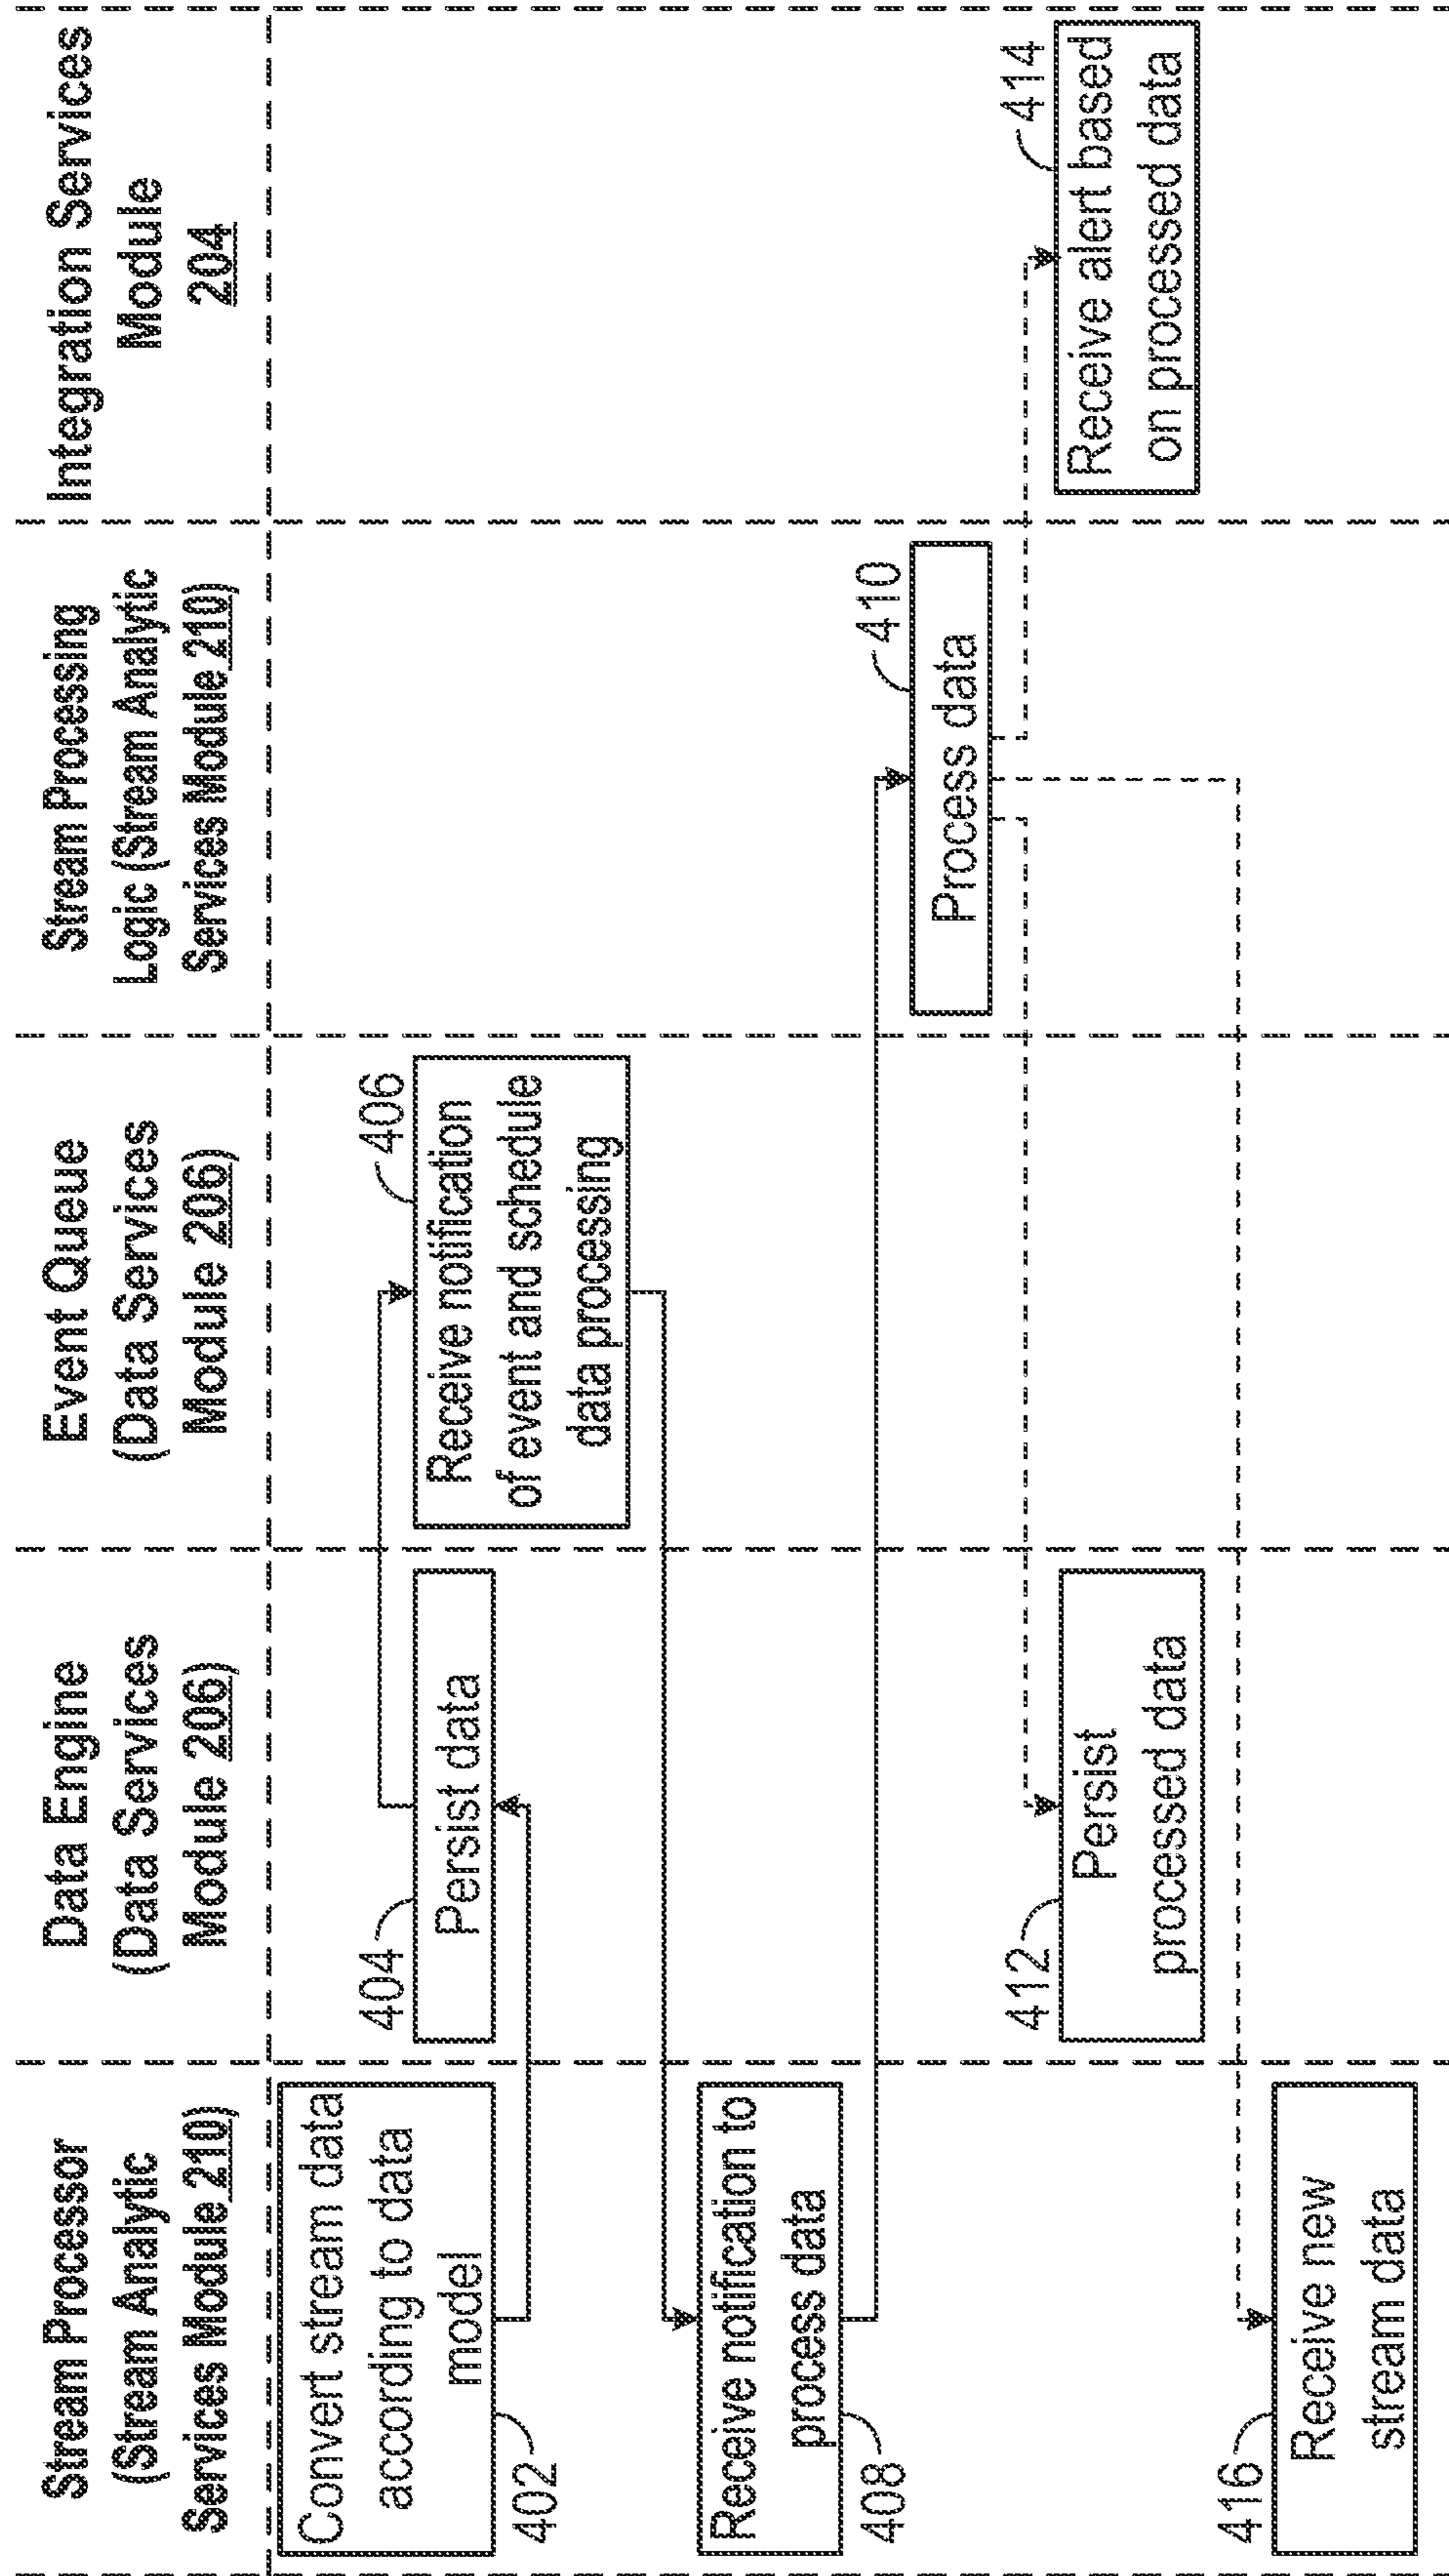 Stream Processor
(Stream Analytic
Services Module 210)
Data Engine
(Data Services
Module 206)
Event Queue
(Data Services
Module 206)
Stream Processing
Logic (Stream Analytic
Services Module 210)
Integration Services
Module
204
Convert stream data
according to data
model
402
404
Persist data
406
Receive notification
of event and schedule
data processing
Receive notification to
process data
408
410
Process data
412
Persist
processed data
414
Receive alert based
on processed data
416
Receive new
stream data